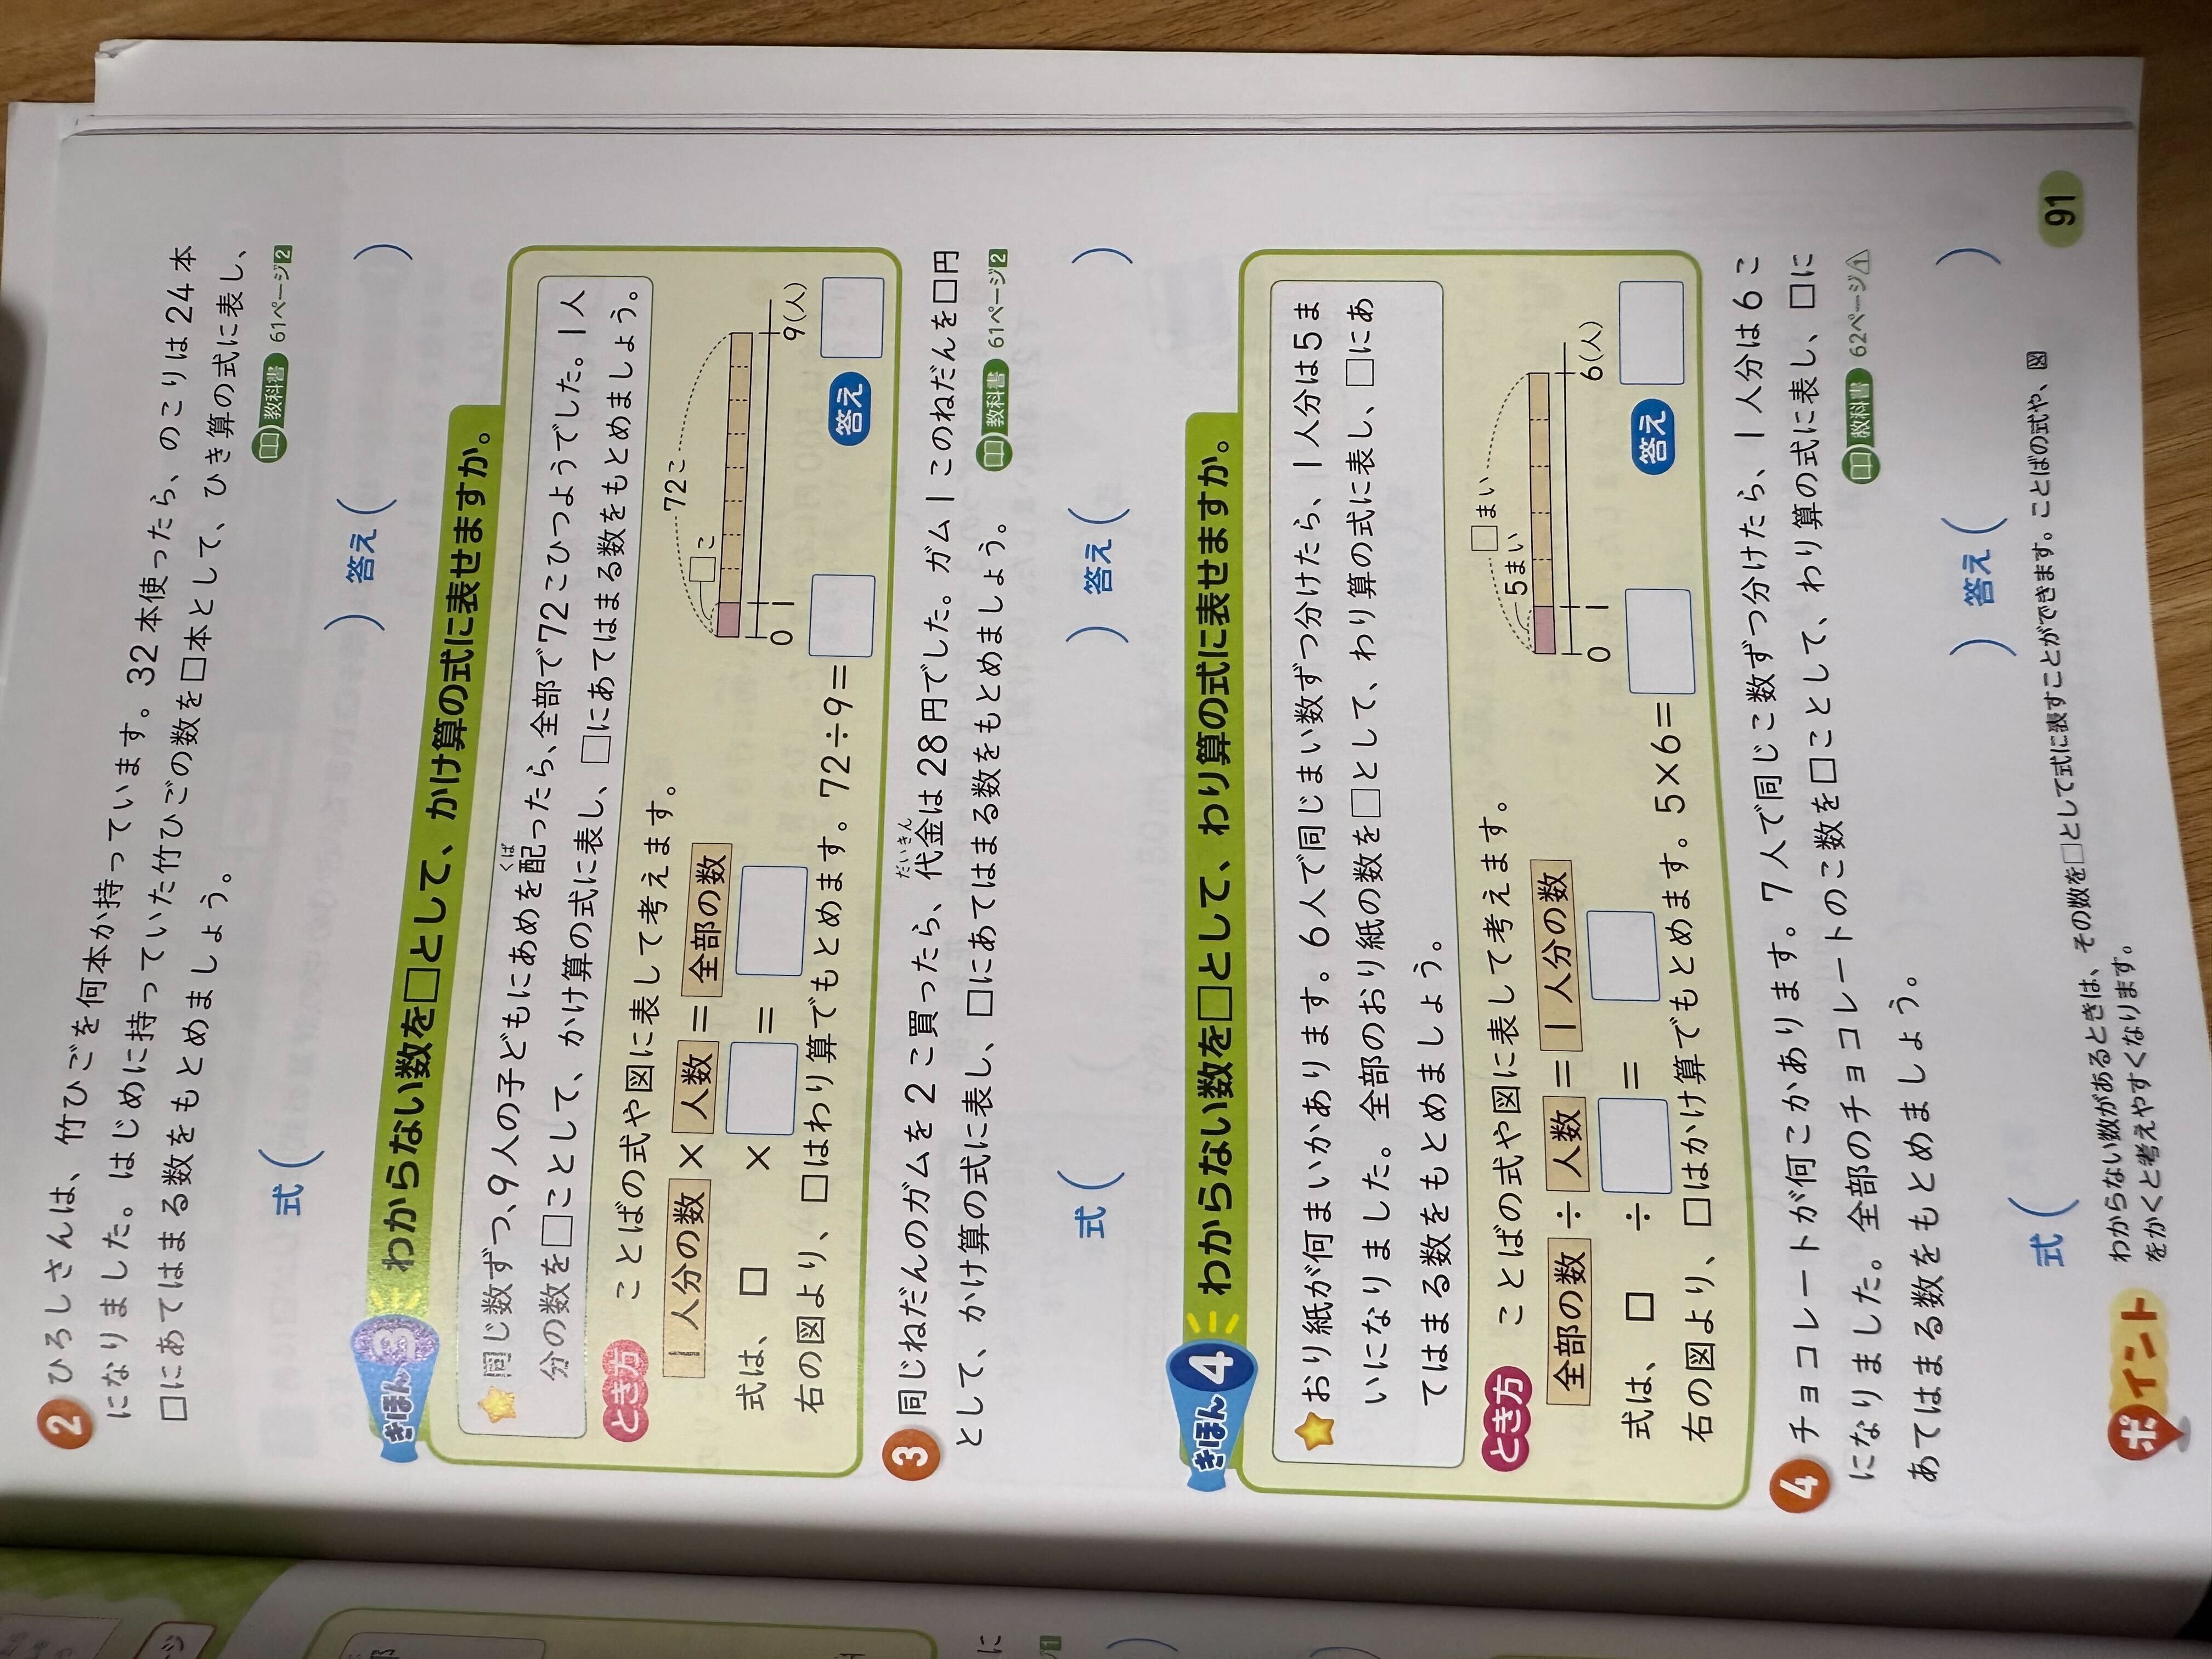 2 ひろしさんは、竹ひごを何本か持っています。32本使ったら、のこりは24本
になりました。はじめに持っていた竹ひごの数を□本として、ひき算の式に表し、
□にあてはまる数をもとめましょう。
教科書 61ページ2
式( ) 答え( )
きほん3 わからない数を□として、かけ算の式に表せますか。
同じ数ずつ、9人の子どもにあめを配ったら、全部で72こひつようでした。1人
くば
分の数を□ことして、かけ算の式に表し、□にあてはまる数をもとめましょう。
とき方 ことばの式や図に表して考えます。
1人分の数 × 人数 = 全部の数
式は、 □ × □ = □
右の図より、□はわり算でもとめます。72÷9=□
72こ
□こ
0 1 9(人)
答え □
3 同じねだんのガムを2こ買ったら、代金は28円でした。ガム1このねだんを□円
だいきん
として、かけ算の式に表し、□にあてはまる数をもとめましょう。
教科書 61ページ2
式( ) 答え( )
きほん4 わからない数を□として、わり算の式に表せますか。
おり紙が何まいかあります。6人で同じまい数ずつ分けたら、1人分は5ま
いになりました。全部のおり紙の数を□として、わり算の式に表し、□にあ
てはまる数をもとめましょう。
とき方 ことばの式や図に表して考えます。
全部の数 ÷ 人数 = 1人分の数
式は、 □ ÷ □ = □
右の図より、□はかけ算でもとめます。5×6=□
□まい
5まい
0 1 6(人)
答え □
4 チョコレートが何こかあります。7人で同じこ数ずつ分けたら、1人分は6こ
になりました。全部のチョコレートのこ数を□ことして、わり算の式に表し、□に
あてはまる数をもとめましょう。
教科書 62ページ1
式( ) 答え( )
ポイント わからない数があるときは、その数を□として式に表すことができます。ことばの式や、図
をかくと考えやすくなります。
91